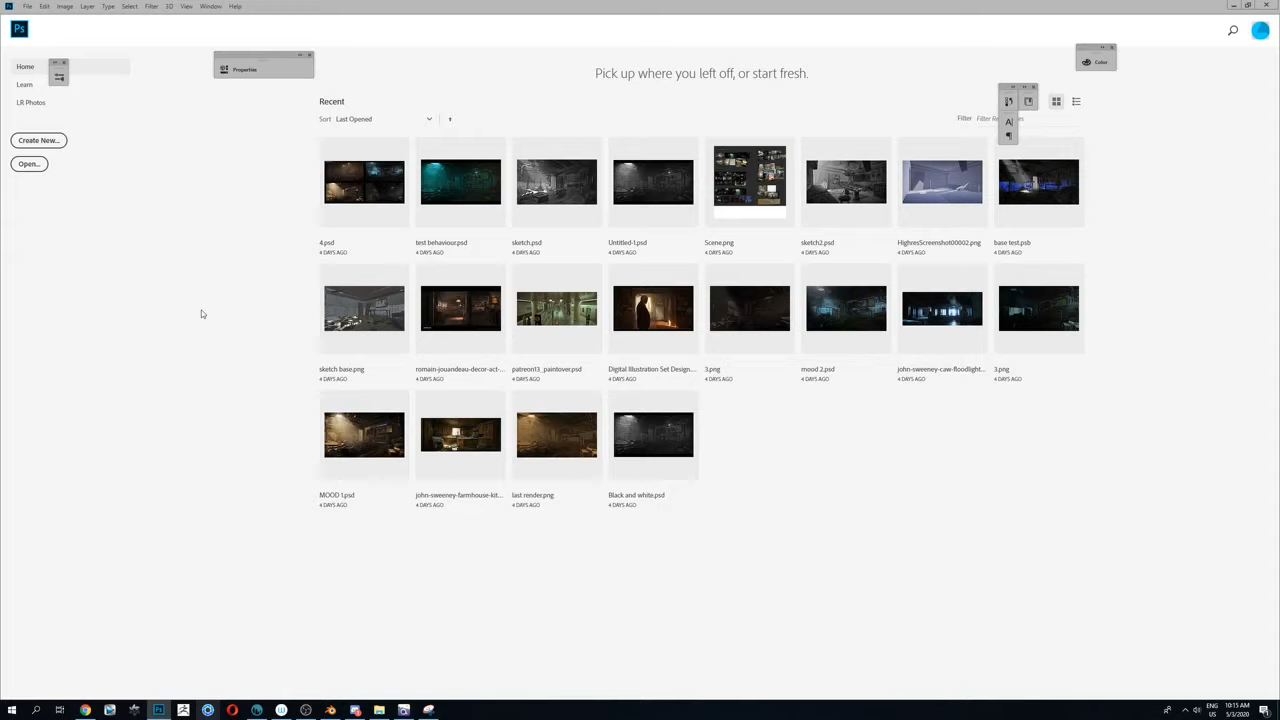 Ps File Edit Image Layer Type Select Filter 3D View Window Help
Ps
Home
Learn
LR Photos
Create New...
Open...
Properties
Color
A
Pick up where you left off, or start fresh.
Recent
Sort Last Opened
Filter Filter Re
4.psd
4 DAYS AGO
test behaviour.psd
4 DAYS AGO
sketch.psd
4 DAYS AGO
Untitled-1.psd
4 DAYS AGO
Scene.png
4 DAYS AGO
sketch2.psd
4 DAYS AGO
HighresScreenshot00002.png
4 DAYS AGO
base test.psb
4 DAYS AGO
sketch base.png
4 DAYS AGO
romain-jouandeau-decor-act-...
4 DAYS AGO
patreon13_paintover.psd
4 DAYS AGO
Digital Illustration Set Design....
4 DAYS AGO
3.png
4 DAYS AGO
mood 2.psd
4 DAYS AGO
john-sweeney-caw-floodlight...
4 DAYS AGO
3.png
4 DAYS AGO
MOOD 1.psd
4 DAYS AGO
john-sweeney-farmhouse-kit...
4 DAYS AGO
last render.png
4 DAYS AGO
Black and white.psd
4 DAYS AGO
Ps
ENG
US
10:15 AM
5/3/2020